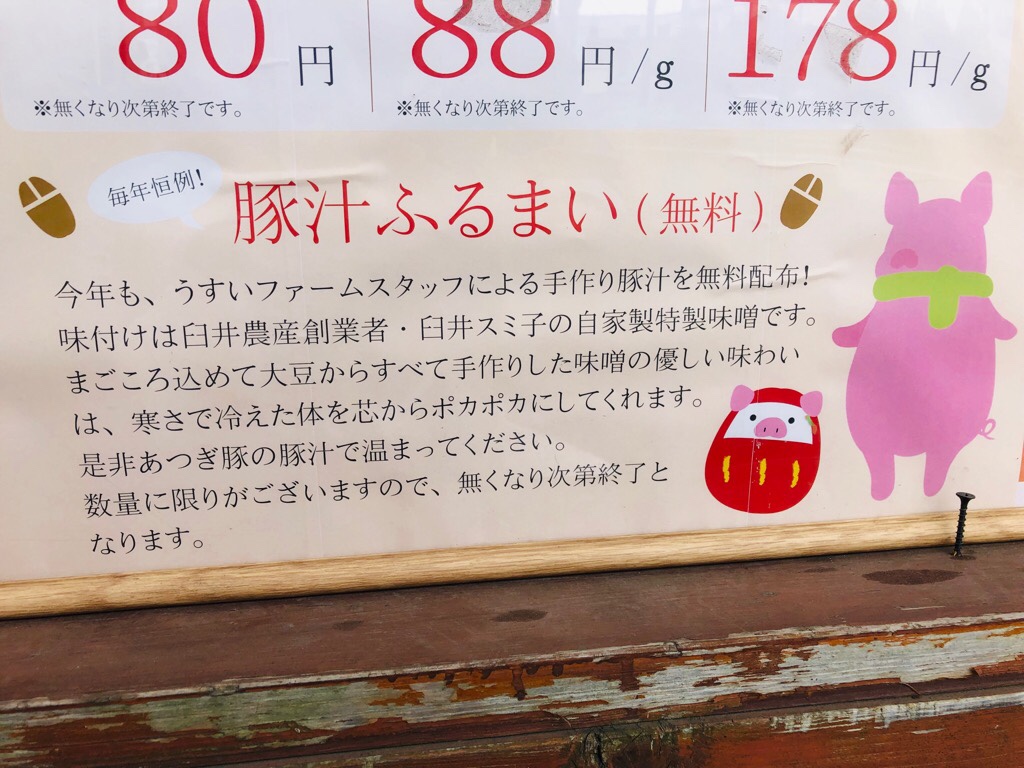 80円
88円/g
178円/g
※無くなり次第終了です。
※無くなり次第終了です。
※無くなり次第終了です。
毎年恒例!
豚汁ふるまい(無料)
今年も、うすいファームスタッフによる手作り豚汁を無料配布!
味付けは臼井農産創業者・臼井スミ子の自家製特製味噌です。
まごころ込めて大豆からすべて手作りした味噌の優しい味わい
は、寒さで冷えた体を芯からポカポカにしてくれます。
是非あつぎ豚の豚汁で温まってください。
数量に限りがございますので、無くなり次第終了と
なります。